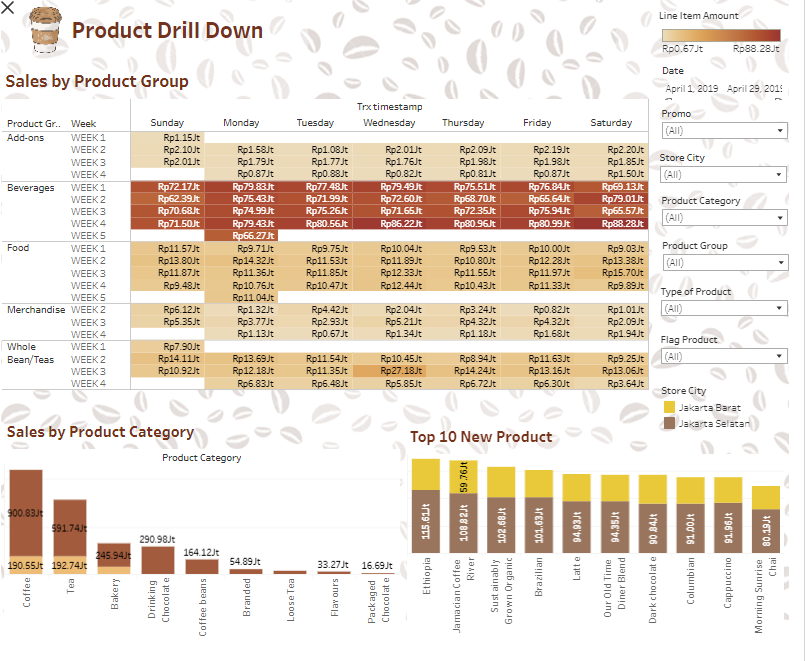 Product Drill Down
Line Item Amount
Rp0.67Jt Rp88.28Jt
Date
April 1, 2019 April 29, 2019
Promo
(All)
Store City
(All)
Product Category
(All)
Product Group
(All)
Type of Product
(All)
Flag Product
(All)
Store City
Jakarta Barat
Jakarta Selatan
Sales by Product Group
Trx timestamp
Product Gr.. Week Sunday Monday Tuesday Wednesday Thursday Friday Saturday
Add-ons WEEK 1 Rp1.15Jt
WEEK 2 Rp2.10Jt Rp1.58Jt Rp1.08Jt Rp2.01Jt Rp2.09Jt Rp2.19Jt Rp2.20Jt
WEEK 3 Rp2.01Jt Rp1.79Jt Rp1.77Jt Rp1.76Jt Rp1.98Jt Rp1.98Jt Rp1.85Jt
WEEK 4 Rp0.87Jt Rp0.88Jt Rp0.82Jt Rp0.81Jt Rp0.87Jt Rp1.50Jt
Beverages WEEK 1 Rp72.17Jt Rp79.83Jt Rp77.48Jt Rp79.49Jt Rp75.51Jt Rp76.84Jt Rp69.13Jt
WEEK 2 Rp62.39Jt Rp75.43Jt Rp71.99Jt Rp72.60Jt Rp68.70Jt Rp65.64Jt Rp79.01Jt
WEEK 3 Rp70.68Jt Rp74.99Jt Rp75.26Jt Rp71.65Jt Rp72.35Jt Rp75.94Jt Rp65.57Jt
WEEK 4 Rp71.50Jt Rp79.43Jt Rp80.56Jt Rp86.22Jt Rp80.96Jt Rp80.99Jt Rp88.28Jt
WEEK 5 Rp66.27Jt
Food WEEK 1 Rp11.57Jt Rp9.71Jt Rp9.75Jt Rp10.04Jt Rp9.53Jt Rp10.00Jt Rp9.03Jt
WEEK 2 Rp13.80Jt Rp14.32Jt Rp11.53Jt Rp11.89Jt Rp10.80Jt Rp12.28Jt Rp13.38Jt
WEEK 3 Rp11.87Jt Rp11.36Jt Rp11.85Jt Rp12.33Jt Rp11.55Jt Rp11.97Jt Rp15.70Jt
WEEK 4 Rp9.48Jt Rp10.76Jt Rp10.47Jt Rp12.44Jt Rp10.43Jt Rp11.33Jt Rp9.89Jt
WEEK 5 Rp11.04Jt
Merchandise WEEK 2 Rp6.12Jt Rp1.32Jt Rp4.42Jt Rp2.04Jt Rp3.24Jt Rp0.82Jt Rp1.01Jt
WEEK 3 Rp5.35Jt Rp3.77Jt Rp2.93Jt Rp5.21Jt Rp4.32Jt Rp4.32Jt Rp2.09Jt
WEEK 4 Rp1.13Jt Rp0.67Jt Rp1.34Jt Rp1.18Jt Rp1.68Jt Rp1.94Jt
Whole WEEK 1 Rp7.90Jt
Bean/Teas WEEK 2 Rp14.11Jt Rp13.69Jt Rp11.54Jt Rp10.45Jt Rp8.94Jt Rp11.63Jt Rp9.25Jt
WEEK 3 Rp10.92Jt Rp12.18Jt Rp11.35Jt Rp27.18Jt Rp14.24Jt Rp13.16Jt Rp13.06Jt
WEEK 4 Rp6.83Jt Rp6.48Jt Rp5.85Jt Rp6.72Jt Rp6.30Jt Rp3.64Jt
Sales by Product Category
Product Category
900.83Jt
190.55Jt
591.74Jt
192.74Jt
245.94Jt
290.98Jt
164.12Jt
54.89Jt
33.27Jt
16.69Jt
Coffee
Tea
Bakery
Drinking
Chocolate
Coffee beans
Branded
Loose Tea
Flavours
Packaged
Chocolate
Top 10 New Product
115.61Jt
59.76Jt
108.82Jt
102.68Jt
101.63Jt
94.93Jt
94.35Jt
90.84Jt
91.00Jt
91.96Jt
80.19Jt
Ethiopia
Jamacian Coffee
River
Sustainably
Grown Organic
Brazilian
Latte
Our Old Time
Diner Blend
Dark chocolate
Columbian
Cappuccino
Morning Sunrise
Chai